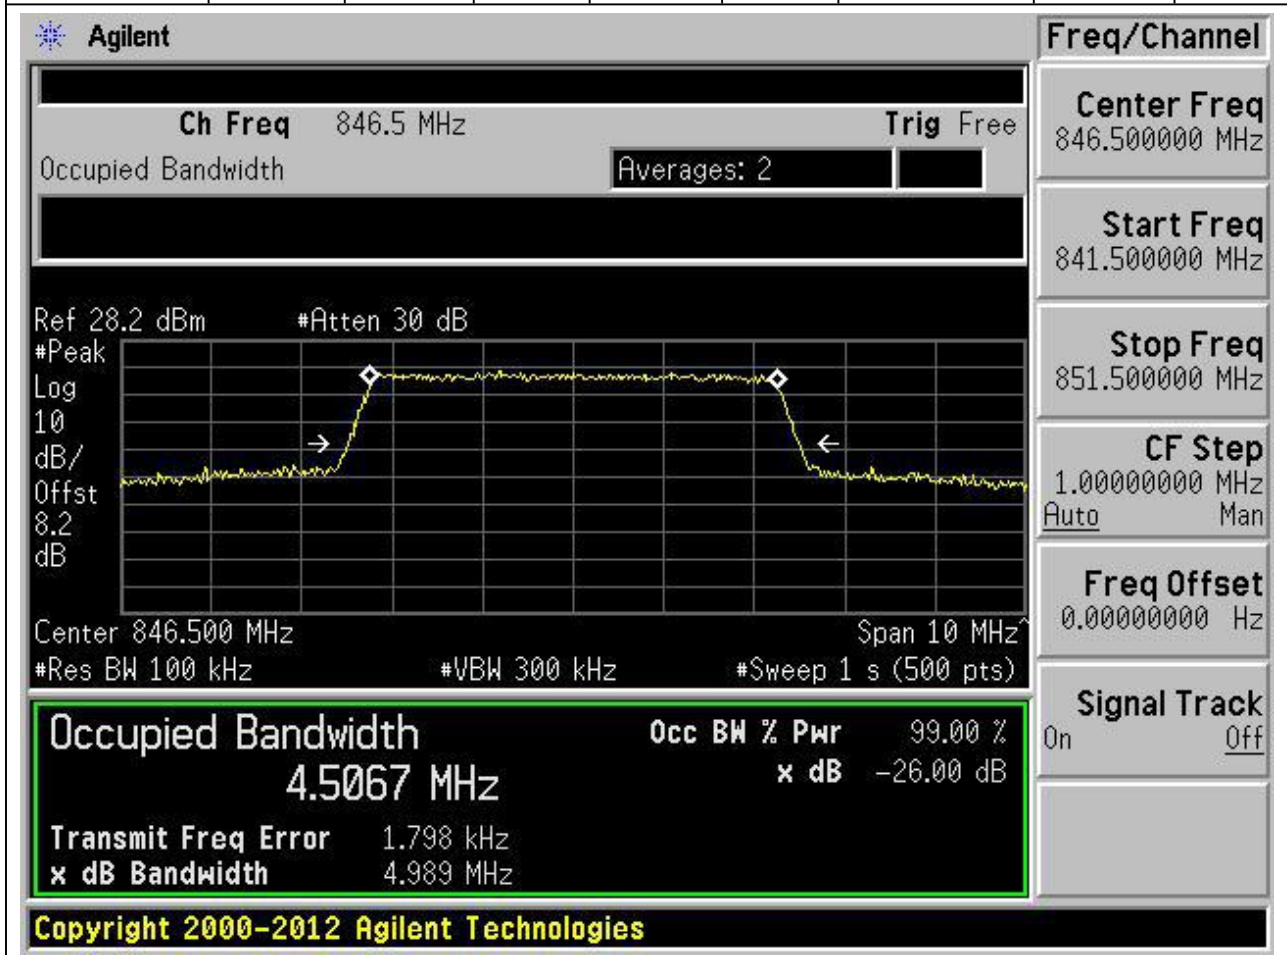 Agilent
Freq/Channel
Ch Freq 846.5 MHz Trig Free
Occupied Bandwidth Averages: 2
Center Freq
846.500000 MHz
Start Freq
841.500000 MHz
Stop Freq
851.500000 MHz
CF Step
1.00000000 MHz
Auto Man
Freq Offset
0.00000000 Hz
Signal Track
On Off
Ref 28.2 dBm #Atten 30 dB
#Peak
Log
10
dB/
Offst
8.2
dB
Center 846.500 MHz Span 10 MHz^
#Res BW 100 kHz #VBW 300 kHz #Sweep 1 s (500 pts)
Occupied Bandwidth Occ BW % Pwr 99.00 %
4.5067 MHz x dB -26.00 dB
Transmit Freq Error 1.798 kHz
x dB Bandwidth 4.989 MHz
Copyright 2000-2012 Agilent Technologies